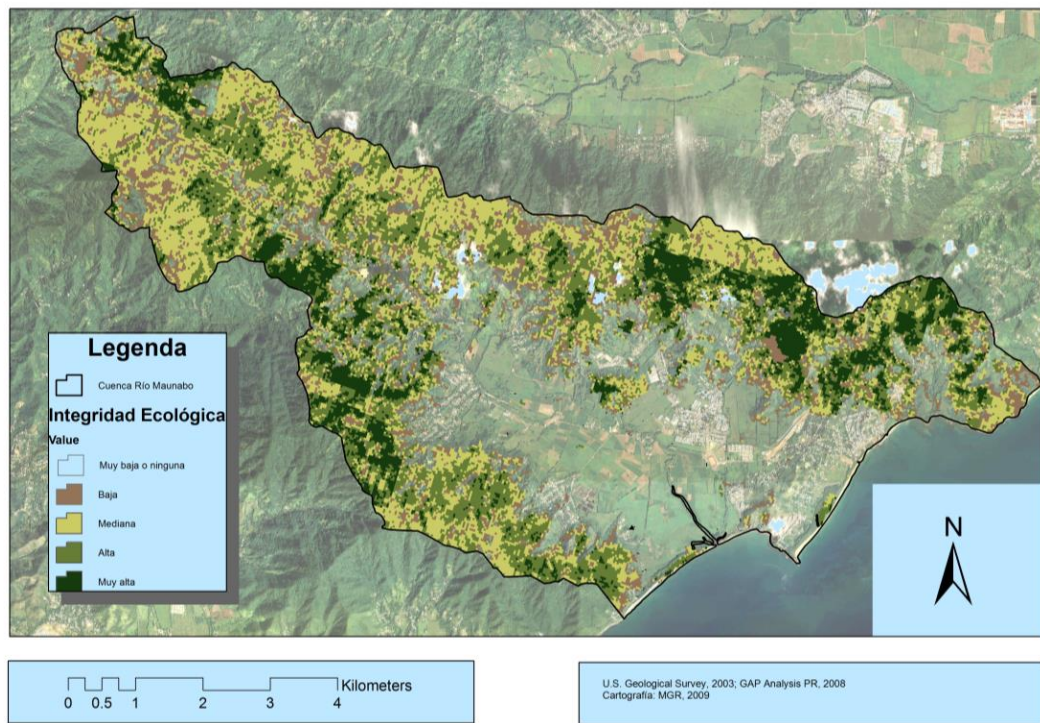 Legenda
Cuenca Río Maunabo
Integridad Ecológica
Value
Muy baja o ninguna
Baja
Mediana
Alta
Muy alta
N
Kilometers
0 0.5 1 2 3 4
U.S. Geological Survey, 2003; GAP Analysis PR, 2008
Cartografía: MGR, 2009